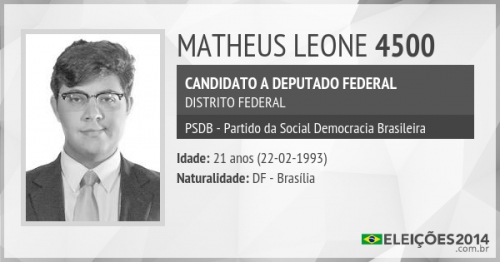 MATHEUS LEONE 4500
CANDIDATO A DEPUTADO FEDERAL
DISTRITO FEDERAL
PSDB - Partido da Social Democracia Brasileira
Idade: 21 anos (22-02-1993)
Naturalidade: DF - Brasília
ELEIÇÕES2014
.com.br